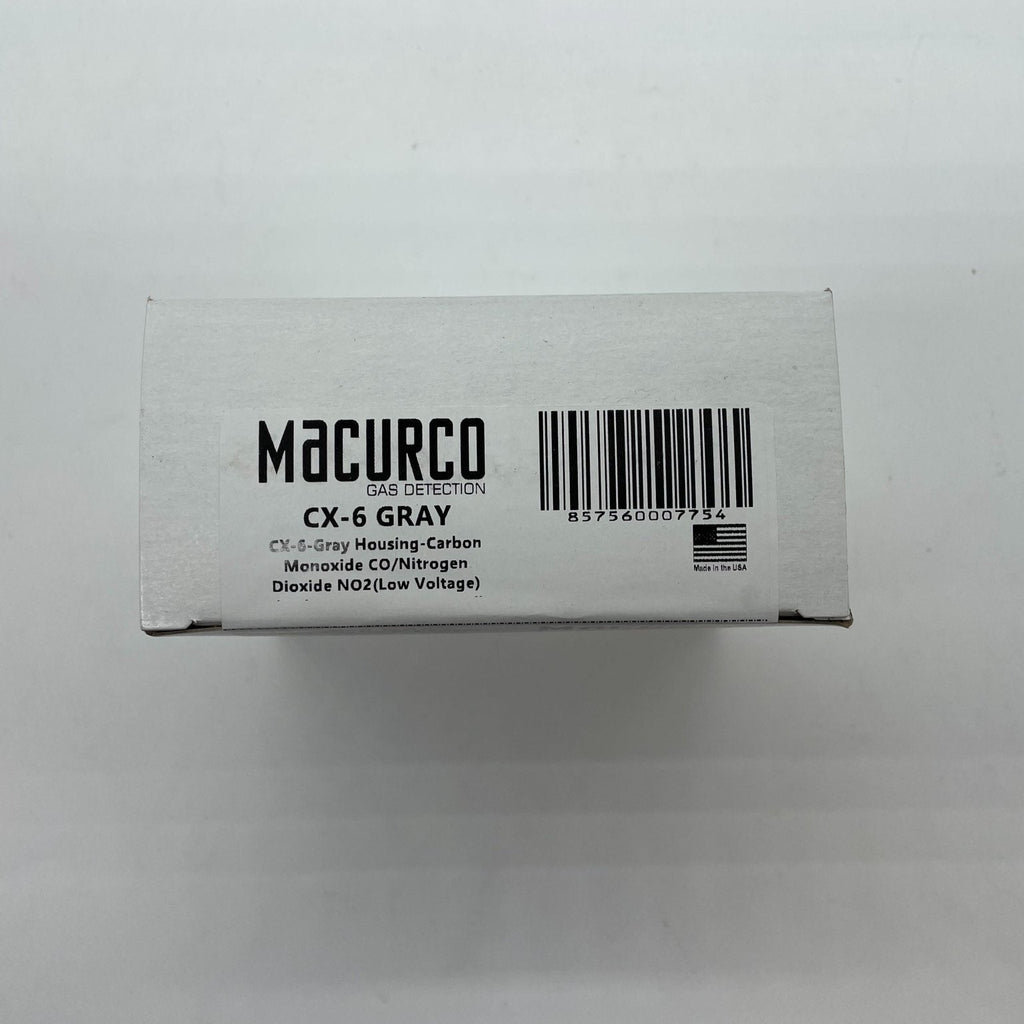 Macurco
GAS DETECTION
CX-6 GRAY
CX-6-Gray Housing-Carbon
Monoxide CO/Nitrogen
Dioxide NO2(Low Voltage)
857560007754
Made in the USA